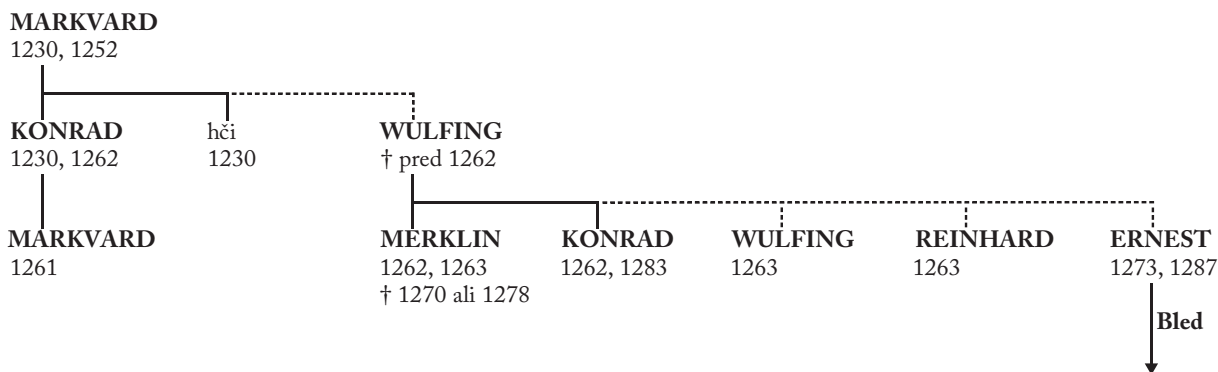 MARKVARD
1230, 1252
KONRAD
1230, 1262
hči
1230
WULFING
† pred 1262
MARKVARD
1261
MERKLIN
1262, 1263
† 1270 ali 1278
KONRAD
1262, 1283
WULFING
1263
REINHARD
1263
ERNEST
1273, 1287
Bled